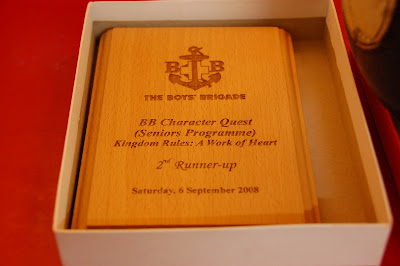 B B
THE BOYS' BRIGADE
BB Character Quest
(Seniors Programme)
Kingdom Rules: A Work of Heart
2nd Runner-up
Saturday, 6 September 2008